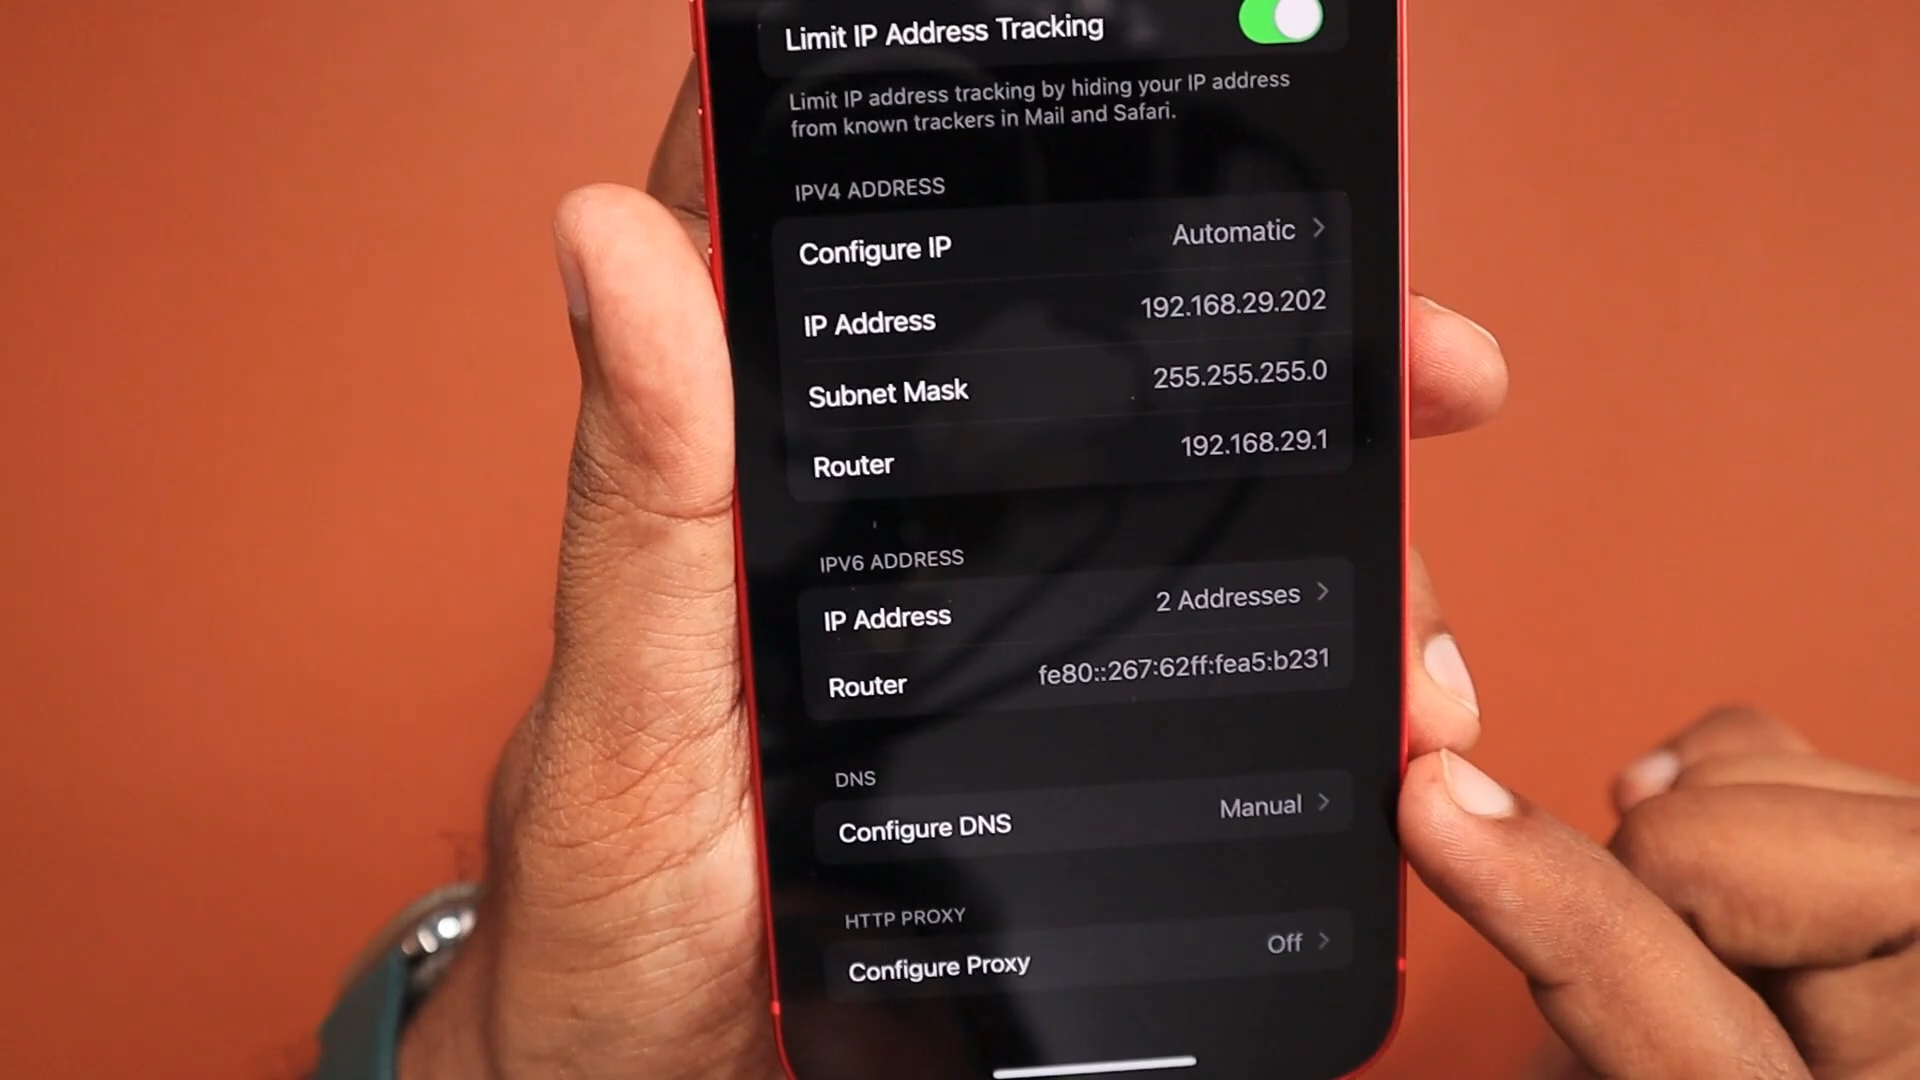 Limit IP Address Tracking
Limit IP address tracking by hiding your IP address
from known trackers in Mail and Safari.
IPV4 ADDRESS
Configure IP Automatic
IP Address 192.168.29.202
Subnet Mask 255.255.255.0
Router 192.168.29.1
IPV6 ADDRESS
IP Address 2 Addresses
Router fe80::267:62ff:fea5:b231
DNS
Configure DNS Manual
HTTP PROXY
Configure Proxy Off